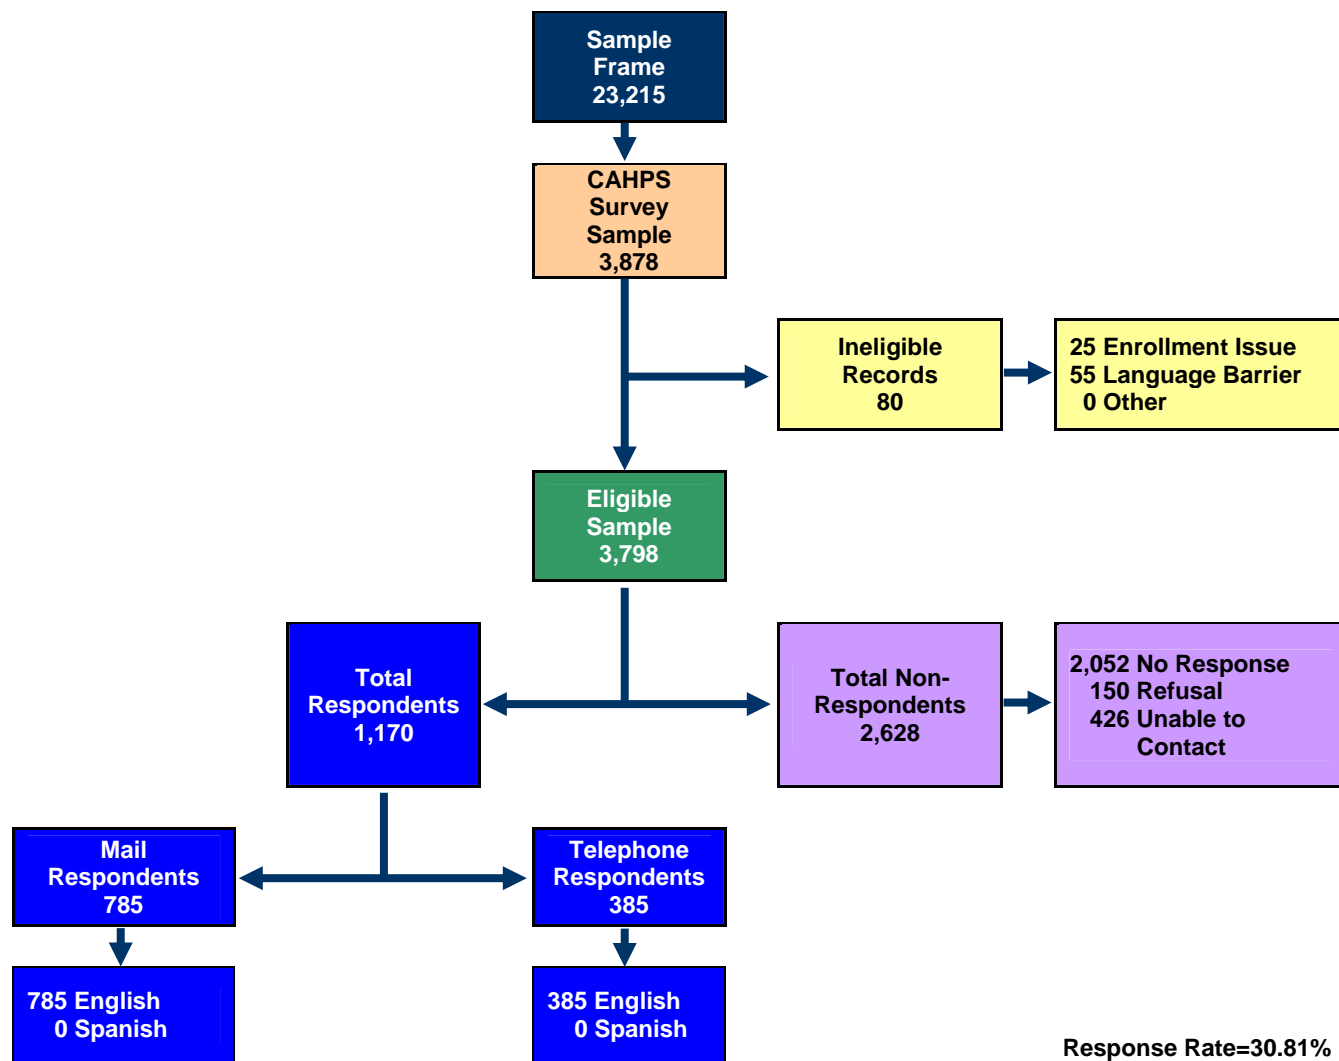 Sample
Frame
23,215
CAHPS
Survey
Sample
3,878
Ineligible
Records
80
25 Enrollment Issue
55 Language Barrier
0 Other
Eligible
Sample
3,798
Total
Respondents
1,170
Total Non-
Respondents
2,628
2,052 No Response
150 Refusal
426 Unable to
Contact
Mail
Respondents
785
Telephone
Respondents
385
785 English
0 Spanish
385 English
0 Spanish
Response Rate=30.81%